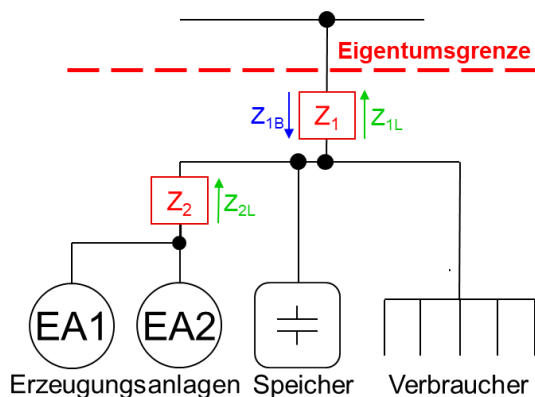 Eigentumsgrenze
Z1B Z1 Z1L
Z2 Z2L
EA1 EA2
Erzeugungsanlagen Speicher Verbraucher